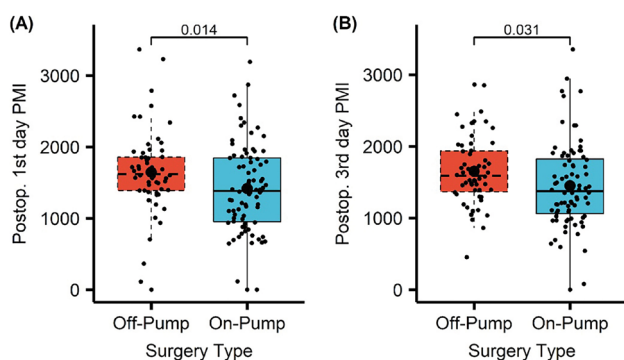 (A)
0.014
Postop. 1st day PMI
3000
2000
1000
0
Off-Pump On-Pump
Surgery Type
(B)
0.031
Postop. 3rd day PMI
3000
2000
1000
0
Off-Pump On-Pump
Surgery Type